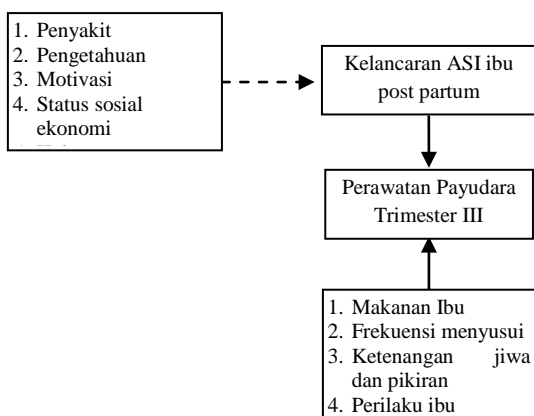 1. Penyakit
2. Pengetahuan
3. Motivasi
4. Status sosial
ekonomi
Kelancaran ASI ibu
post partum
Perawatan Payudara
Trimester III
1. Makanan Ibu
2. Frekuensi menyusui
3. Ketenangan jiwa
dan pikiran
4. Perilaku ibu